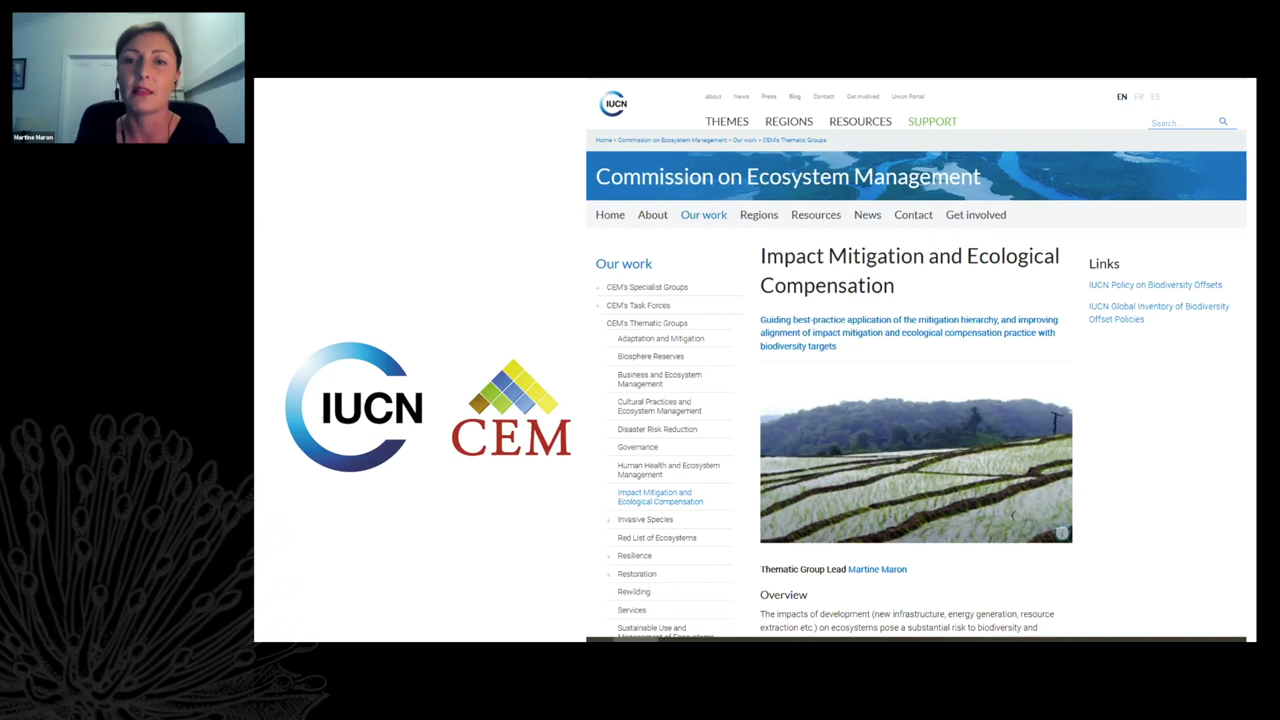 Martine Maron
IUCN
CEM
IUCN
About News Press Blog Contact Get involved Union Portal
EN FR ES
THEMES REGIONS RESOURCES SUPPORT
Search...
Home > Commission on Ecosystem Management > Our work > CEM's Thematic Groups
Commission on Ecosystem Management
Home About Our work Regions Resources News Contact Get involved
Our work
CEM's Specialist Groups
CEM's Task Forces
CEM's Thematic Groups
Adaptation and Mitigation
Biosphere Reserves
Business and Ecosystem
Management
Cultural Practices and
Ecosystem Management
Disaster Risk Reduction
Governance
Human Health and Ecosystem
Management
Impact Mitigation and
Ecological Compensation
Invasive Species
Red List of Ecosystems
Resilience
Restoration
Rewilding
Services
Sustainable Use and
Management of Ecosystems
Impact Mitigation and Ecological
Compensation
Guiding best-practice application of the mitigation hierarchy, and improving
alignment of impact mitigation and ecological compensation practice with
biodiversity targets
Thematic Group Lead Martine Maron
Overview
The impacts of development (new infrastructure, energy generation, resource
extraction etc.) on ecosystems pose a substantial risk to biodiversity and
Links
IUCN Policy on Biodiversity Offsets
IUCN Global Inventory of Biodiversity
Offset Policies